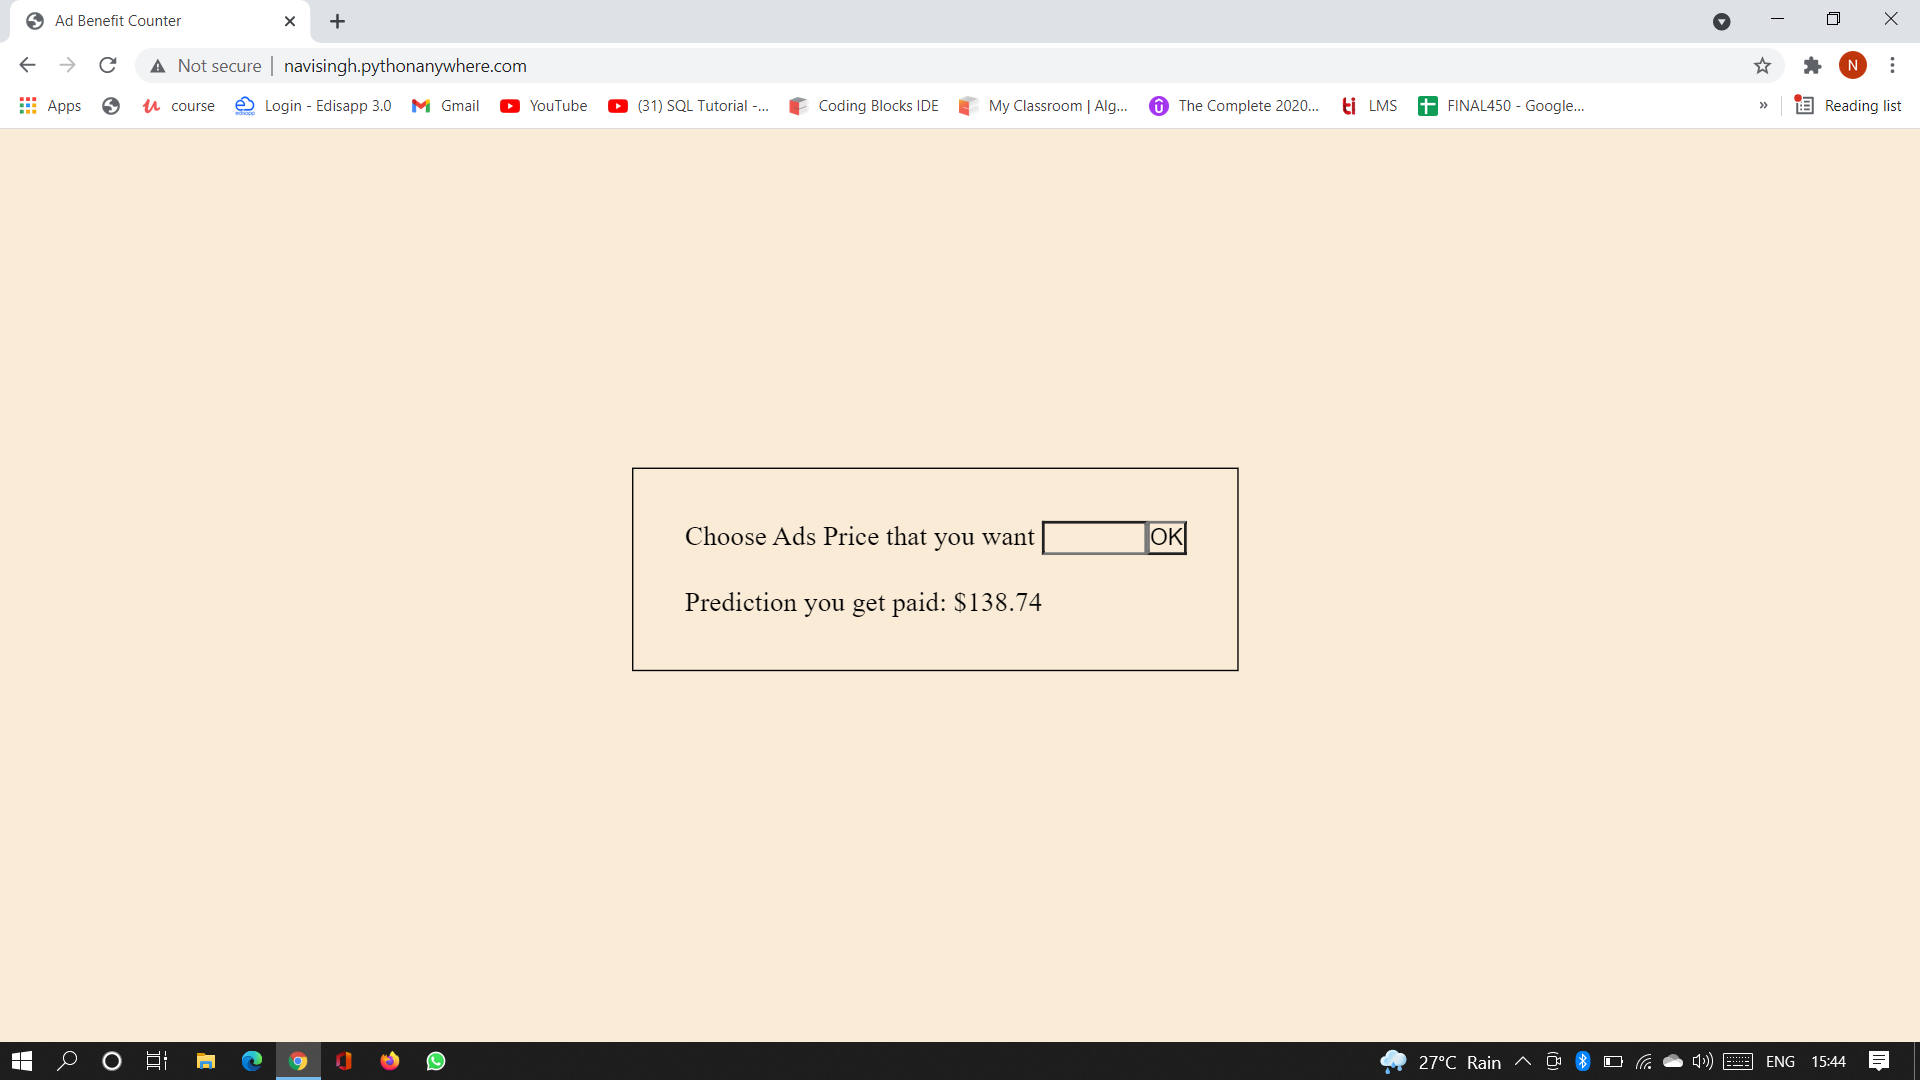 Ad Benefit Counter
Not secure navisingh.pythonanywhere.com N
Apps course Login - Edisapp 3.0 Gmail YouTube (31) SQL Tutorial -... Coding Blocks IDE My Classroom | Alg... The Complete 2020... LMS FINAL450 - Google... » Reading list
Choose Ads Price that you want OK
Prediction you get paid: $138.74
27°C Rain ENG 15:44